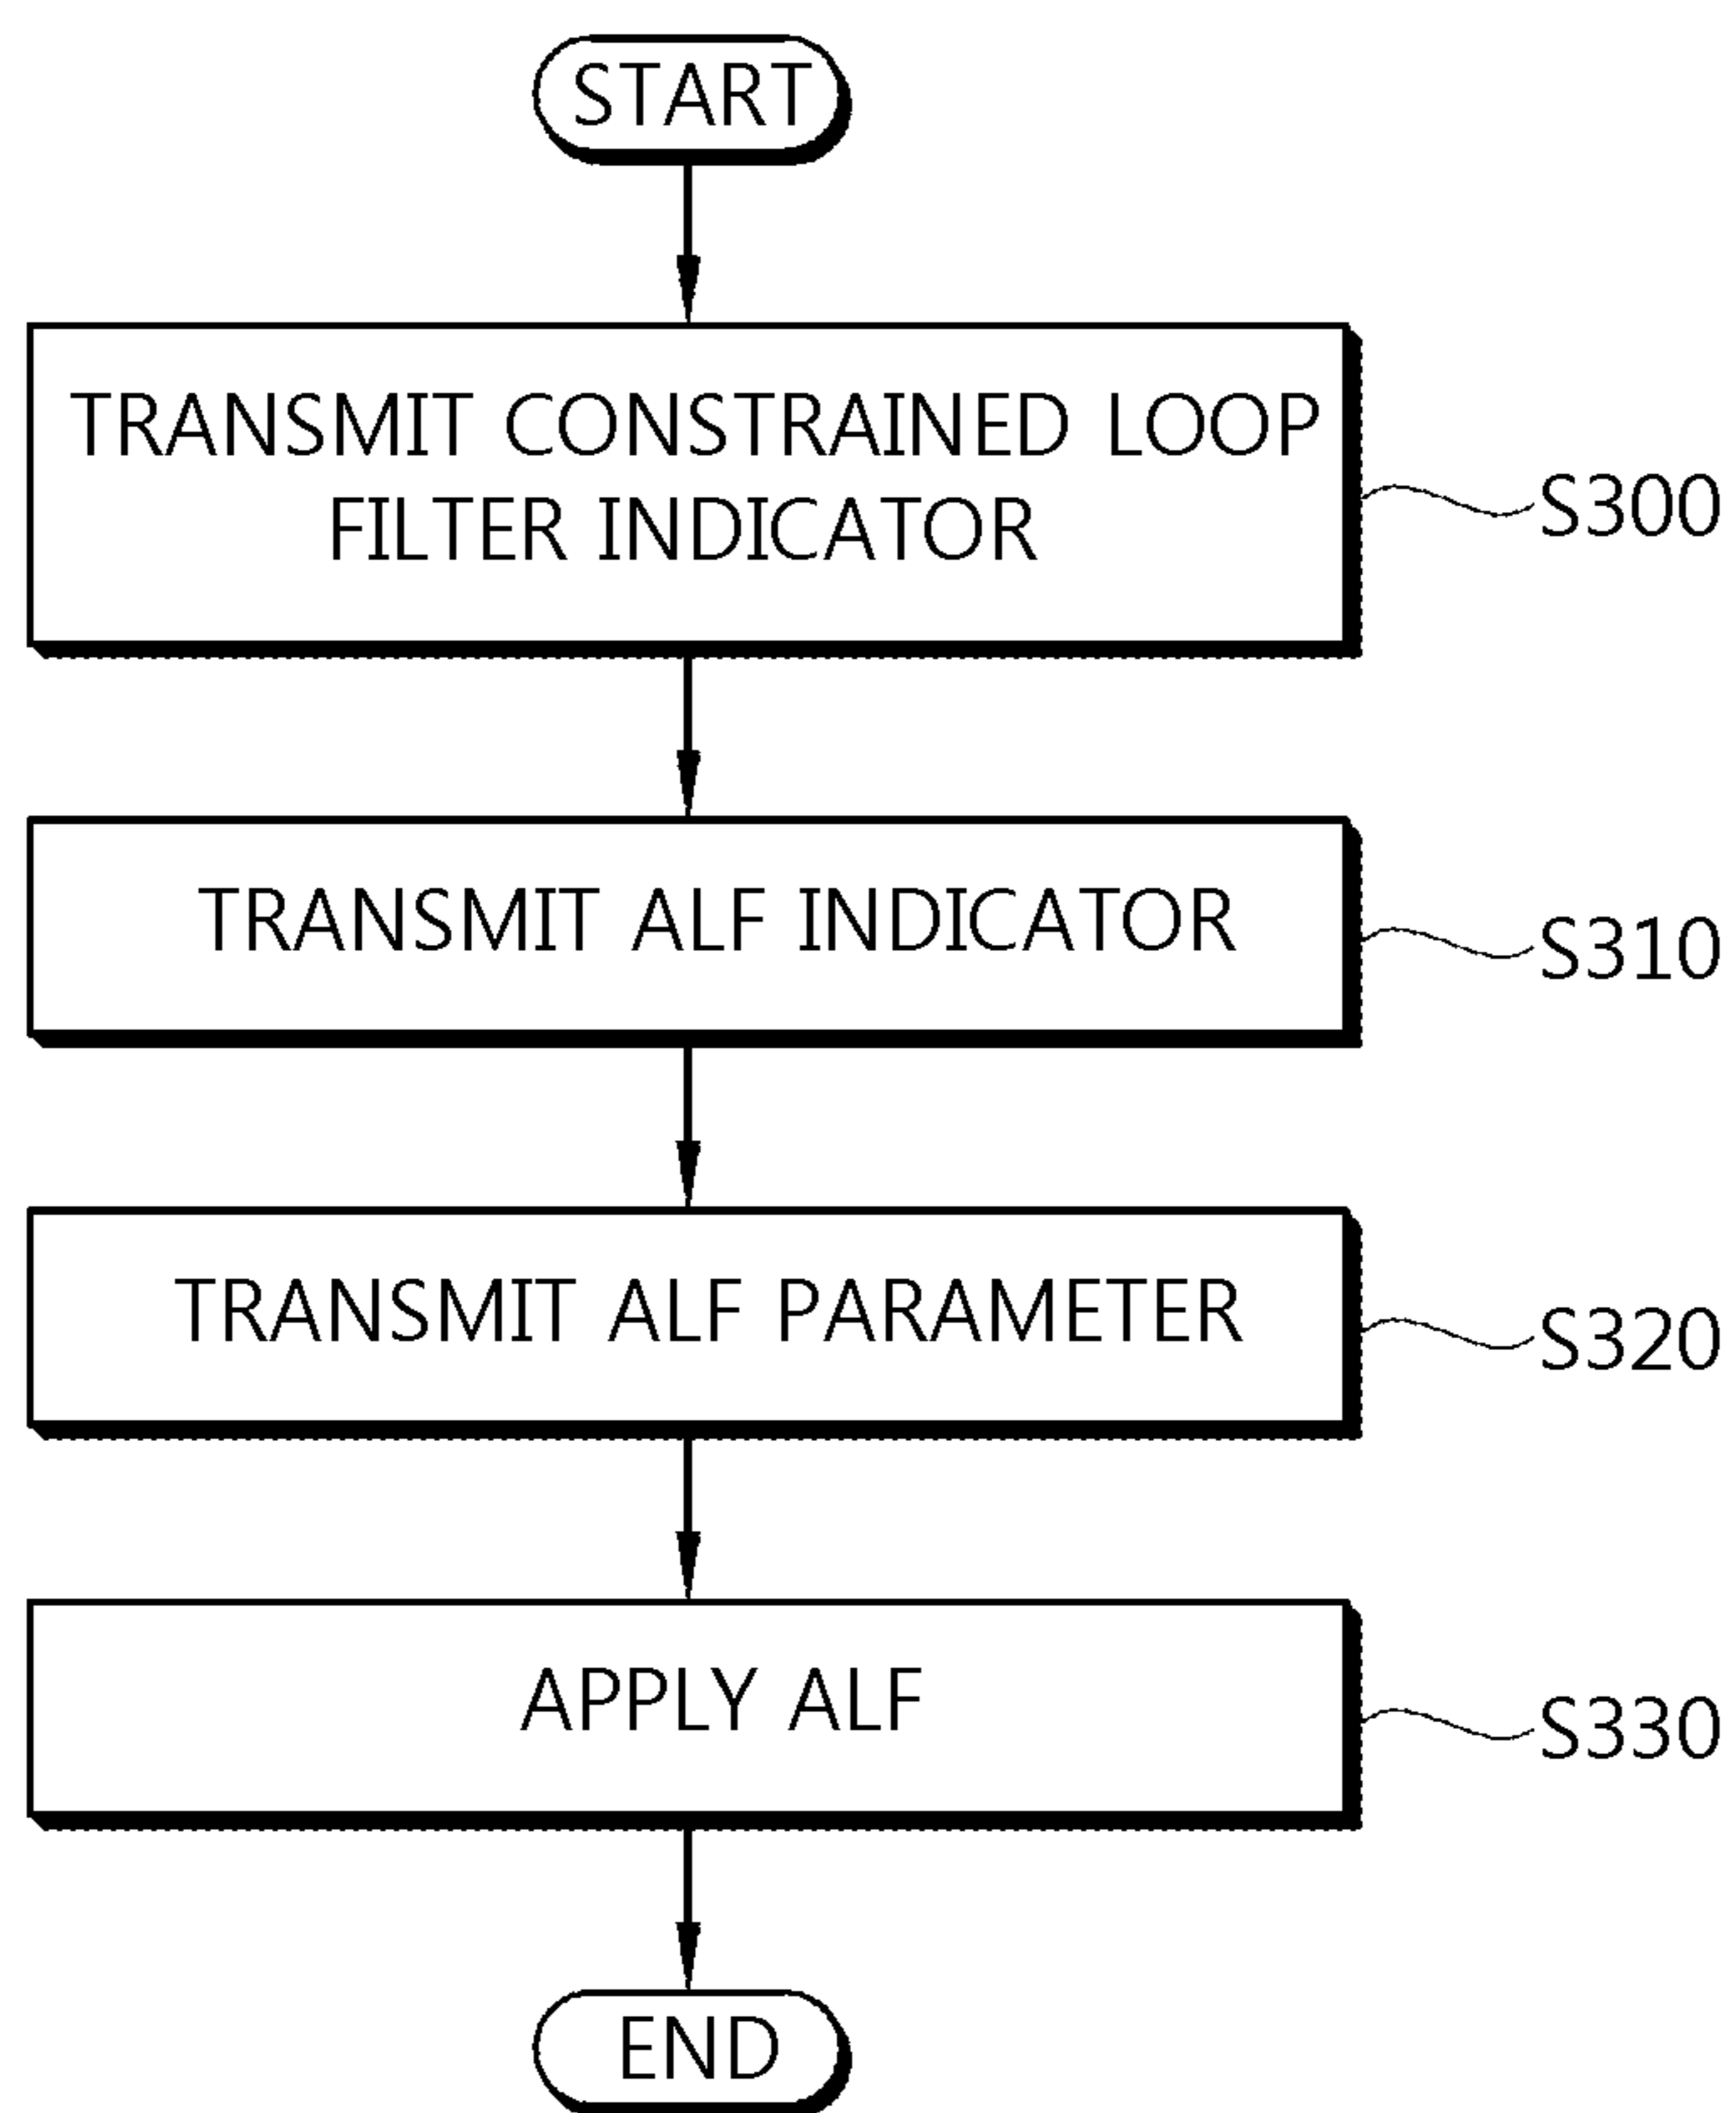 START
TRANSMIT CONSTRAINED LOOP
FILTER INDICATOR
S300
TRANSMIT ALF INDICATOR
S310
TRANSMIT ALF PARAMETER
S320
APPLY ALF
S330
END